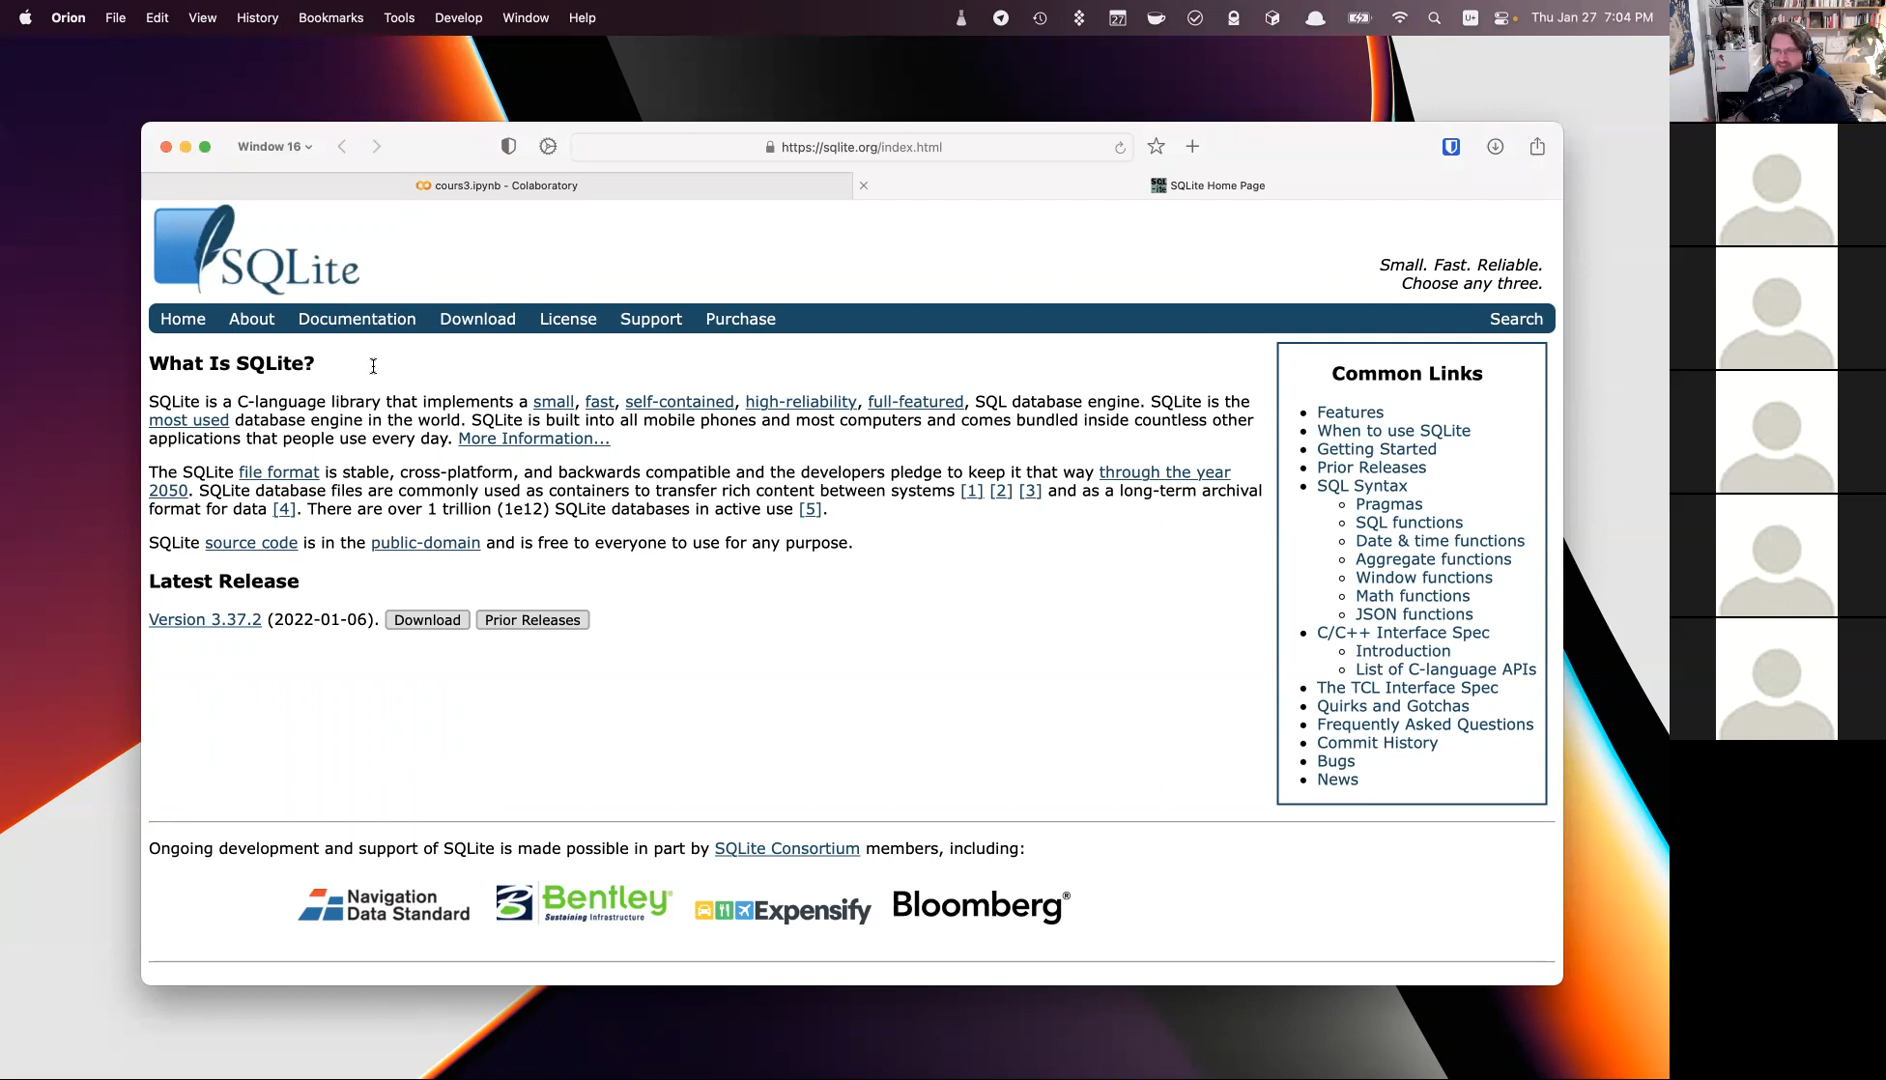 Orion File Edit View History Bookmarks Tools Develop Window Help 27 U+ Thu Jan 27 7:04 PM
Window 16 https://sqlite.org/index.html
cours3.ipynb - Colaboratory SQLite Home Page
SQLite
Small. Fast. Reliable.
Choose any three.
Home About Documentation Download License Support Purchase Search
What Is SQLite?
SQLite is a C-language library that implements a small, fast, self-contained, high-reliability, full-featured, SQL database engine. SQLite is the
most used database engine in the world. SQLite is built into all mobile phones and most computers and comes bundled inside countless other
applications that people use every day. More Information...
The SQLite file format is stable, cross-platform, and backwards compatible and the developers pledge to keep it that way through the year
2050. SQLite database files are commonly used as containers to transfer rich content between systems [1] [2] [3] and as a long-term archival
format for data [4]. There are over 1 trillion (1e12) SQLite databases in active use [5].
SQLite source code is in the public-domain and is free to everyone to use for any purpose.
Latest Release
Version 3.37.2 (2022-01-06). Download Prior Releases
Common Links
Features
When to use SQLite
Getting Started
Prior Releases
SQL Syntax
Pragmas
SQL functions
Date & time functions
Aggregate functions
Window functions
Math functions
JSON functions
C/C++ Interface Spec
Introduction
List of C-language APIs
The TCL Interface Spec
Quirks and Gotchas
Frequently Asked Questions
Commit History
Bugs
News
Ongoing development and support of SQLite is made possible in part by SQLite Consortium members, including:
Navigation
Data Standard
Bentley®
Sustaining Infrastructure
Expensify
Bloomberg®